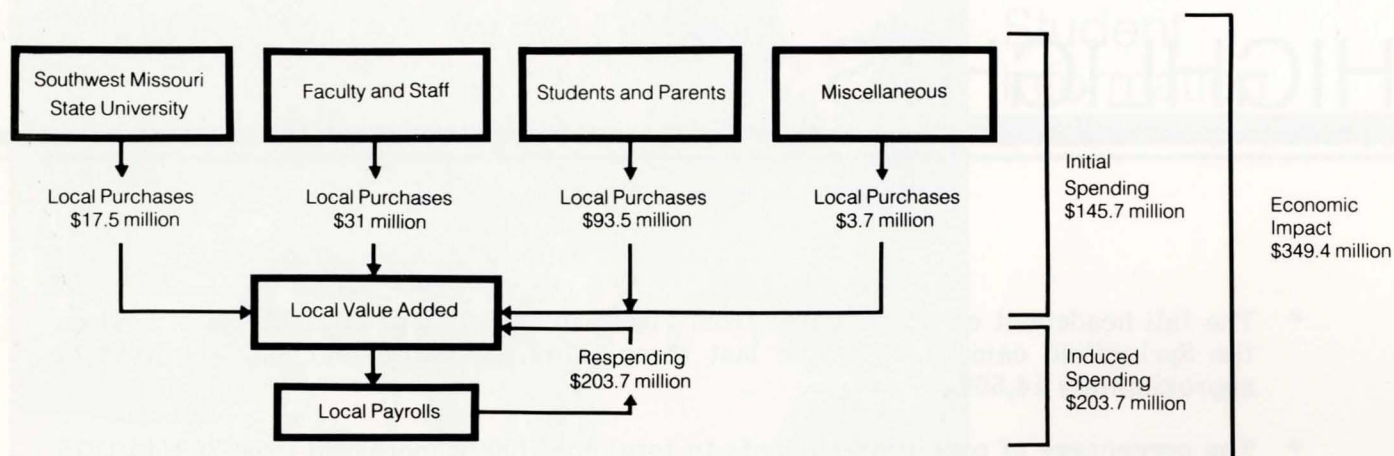 Southwest Missouri
State University
Faculty and Staff
Students and Parents
Miscellaneous
Local Purchases
$17.5 million
Local Purchases
$31 million
Local Purchases
$93.5 million
Local Purchases
$3.7 million
Initial
Spending
$145.7 million
Economic
Impact
$349.4 million
Local Value Added
Respending
$203.7 million
Induced
Spending
$203.7 million
Local Payrolls